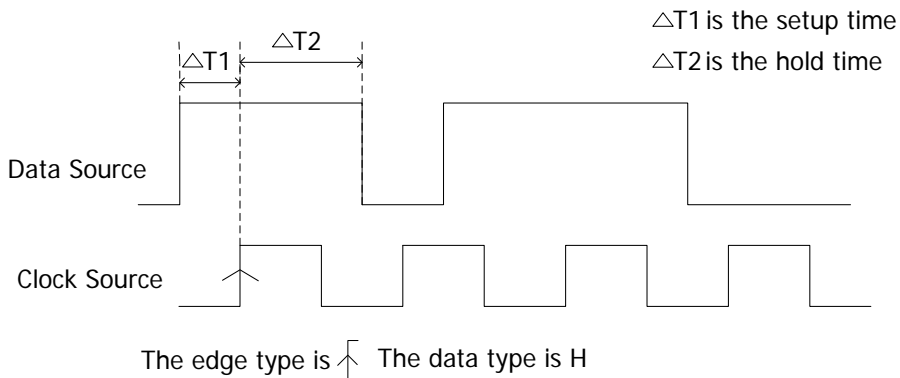 △T1 is the setup time
△T2
△T1
△T2 is the hold time
Data Source
Clock Source
The edge type is The data type is H